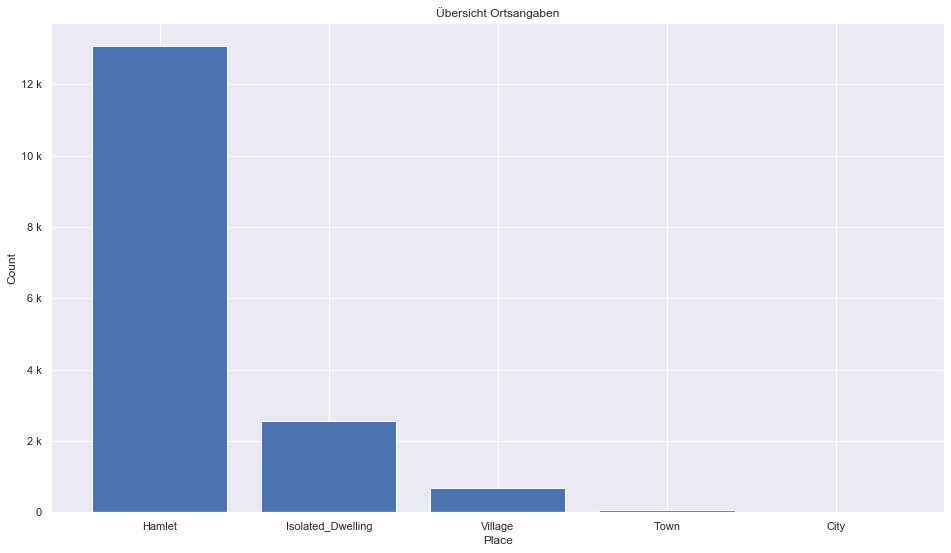 Übersicht Ortsangaben
12 k
10 k
8 k
6 k
4 k
2 k
0
Count
Hamlet Isolated_Dwelling Village Town City
Place